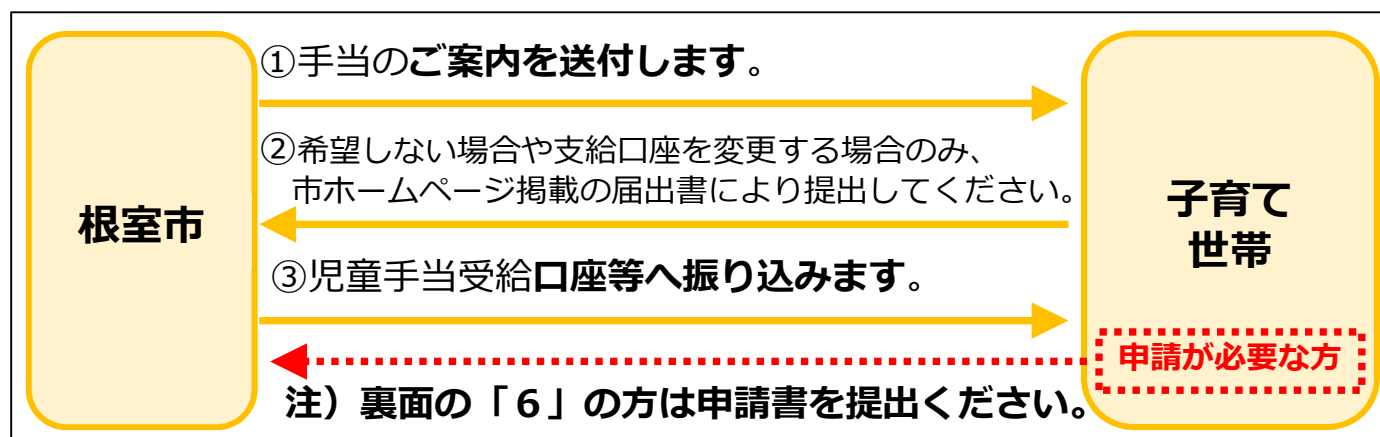 根室市
①手当のご案内を送付します。
②希望しない場合や支給口座を変更する場合のみ、
市ホームページ掲載の届出書により提出してください。
③児童手当受給口座等へ振り込みます。
子育て
世帯
申請が必要な方
注）裏面の「６」の方は申請書を提出ください。